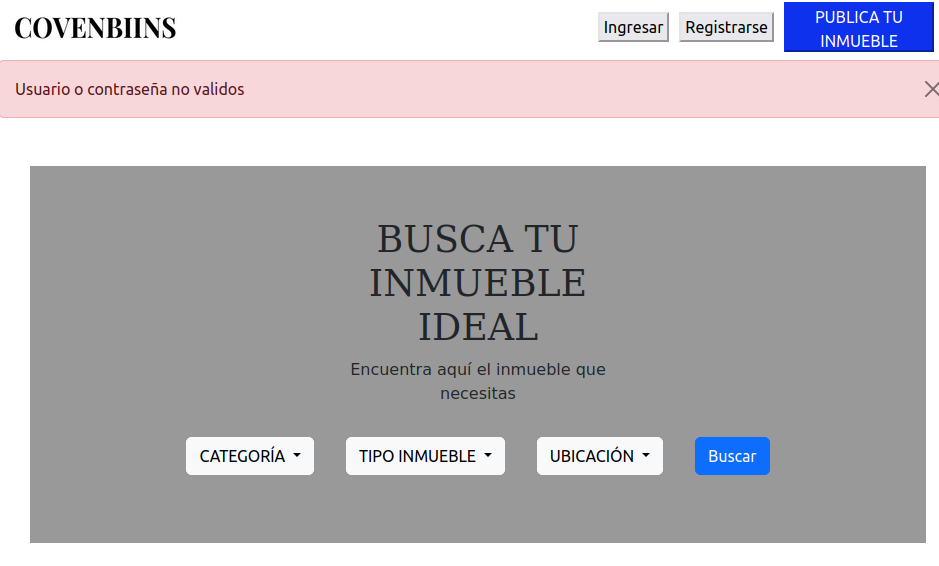 COVENBIINS
Ingresar
Registrarse
PUBLICA TU
INMUEBLE
Usuario o contraseña no validos
BUSCA TU
INMUEBLE
IDEAL
Encuentra aquí el inmueble que
necesitas
CATEGORÍA
TIPO INMUEBLE
UBICACIÓN
Buscar